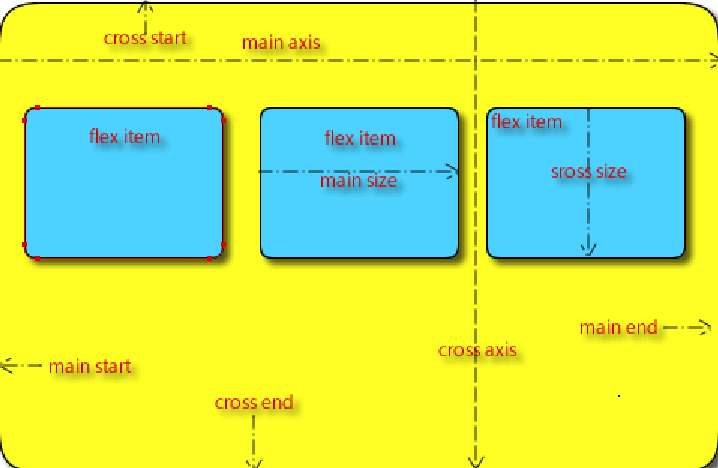 cross start
main axis
flex item
flex item
flex item
main size
sross size
main end
cross axis
main start
cross end